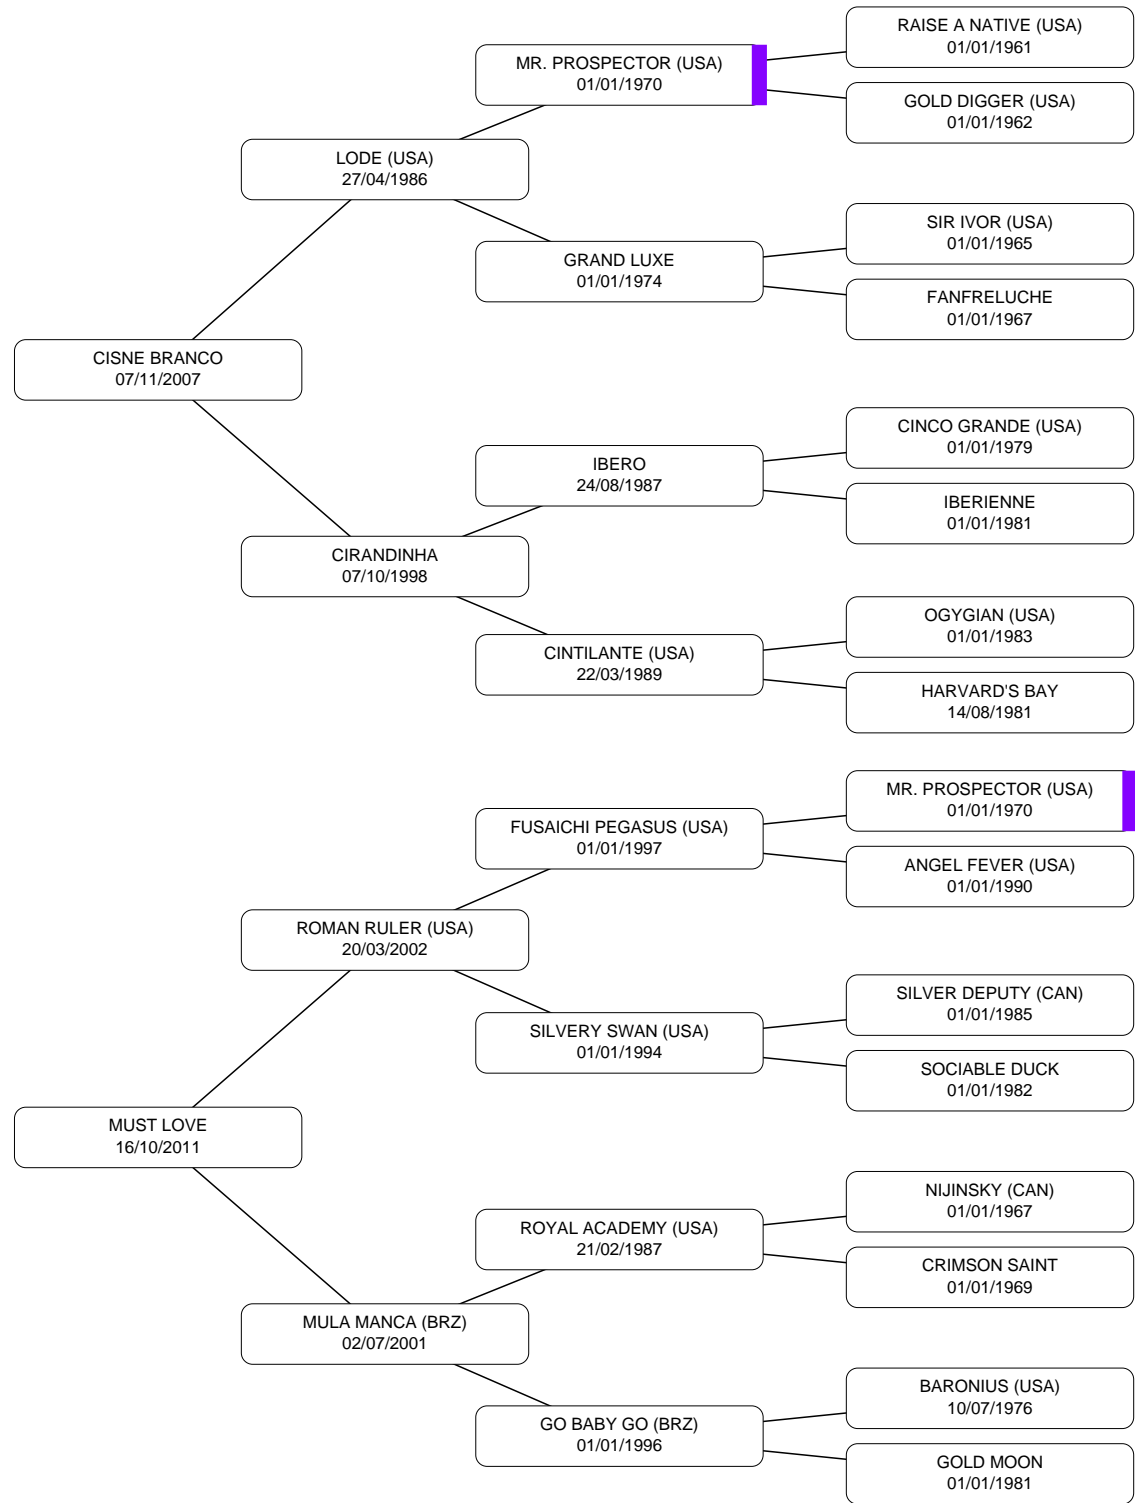 RAISE A NATIVE (USA)
01/01/1961
MR. PROSPECTOR (USA)
01/01/1970
GOLD DIGGER (USA)
01/01/1962
LODE (USA)
27/04/1986
SIR IVOR (USA)
01/01/1965
GRAND LUXE
01/01/1974
FANFRELUCHE
01/01/1967
CISNE BRANCO
07/11/2007
CINCO GRANDE (USA)
01/01/1979
IBERO
24/08/1987
IBERIENNE
01/01/1981
CIRANDINHA
07/10/1998
OGYGIAN (USA)
01/01/1983
CINTILANTE (USA)
22/03/1989
HARVARD'S BAY
14/08/1981
MR. PROSPECTOR (USA)
01/01/1970
FUSAICHI PEGASUS (USA)
01/01/1997
ANGEL FEVER (USA)
01/01/1990
ROMAN RULER (USA)
20/03/2002
SILVER DEPUTY (CAN)
01/01/1985
SILVERY SWAN (USA)
01/01/1994
SOCIABLE DUCK
01/01/1982
MUST LOVE
16/10/2011
NIJINSKY (CAN)
01/01/1967
ROYAL ACADEMY (USA)
21/02/1987
CRIMSON SAINT
01/01/1969
MULA MANCA (BRZ)
02/07/2001
BARONIUS (USA)
10/07/1976
GO BABY GO (BRZ)
01/01/1996
GOLD MOON
01/01/1981